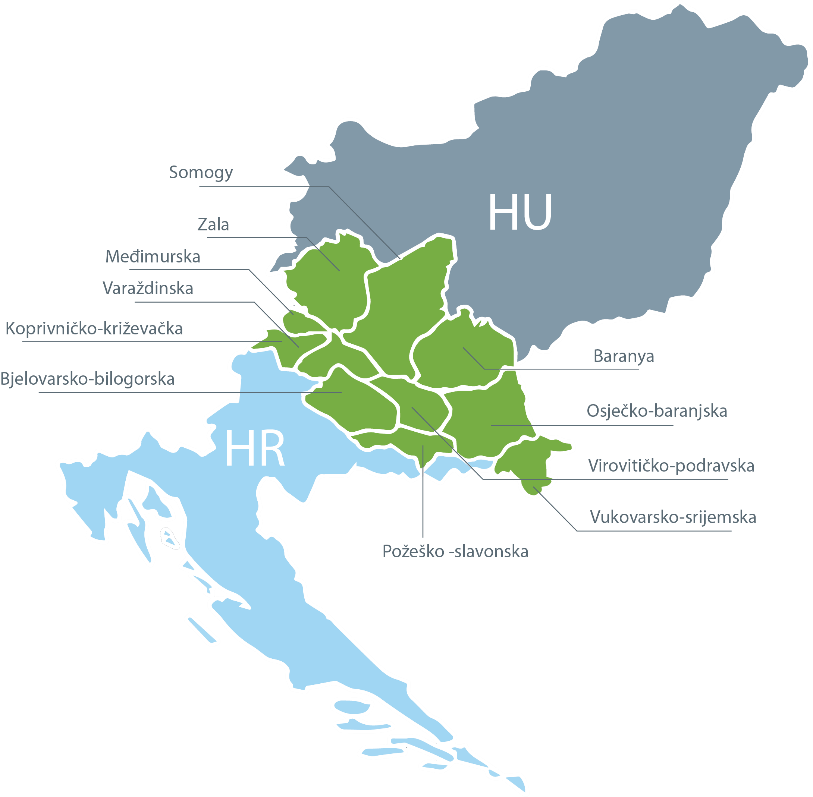 Somogy
HU
Zala
Međimurska
Varaždinska
Koprivničko-križevačka
Baranya
Bjelovarsko-bilogorska
Osječko-baranjska
HR
Virovitičko-podravska
Vukovarsko-srijemska
Požeško -slavonska